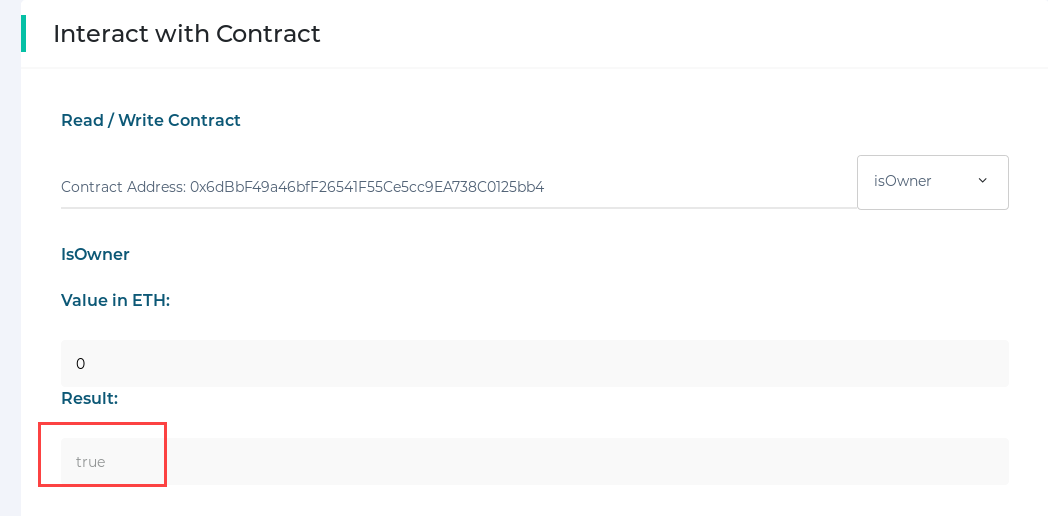 Interact with Contract
Read / Write Contract
Contract Address: 0x6dBbF49a46bfF26541F55Ce5cc9EA738C0125bb4
isOwner
IsOwner
Value in ETH:
0
Result:
true